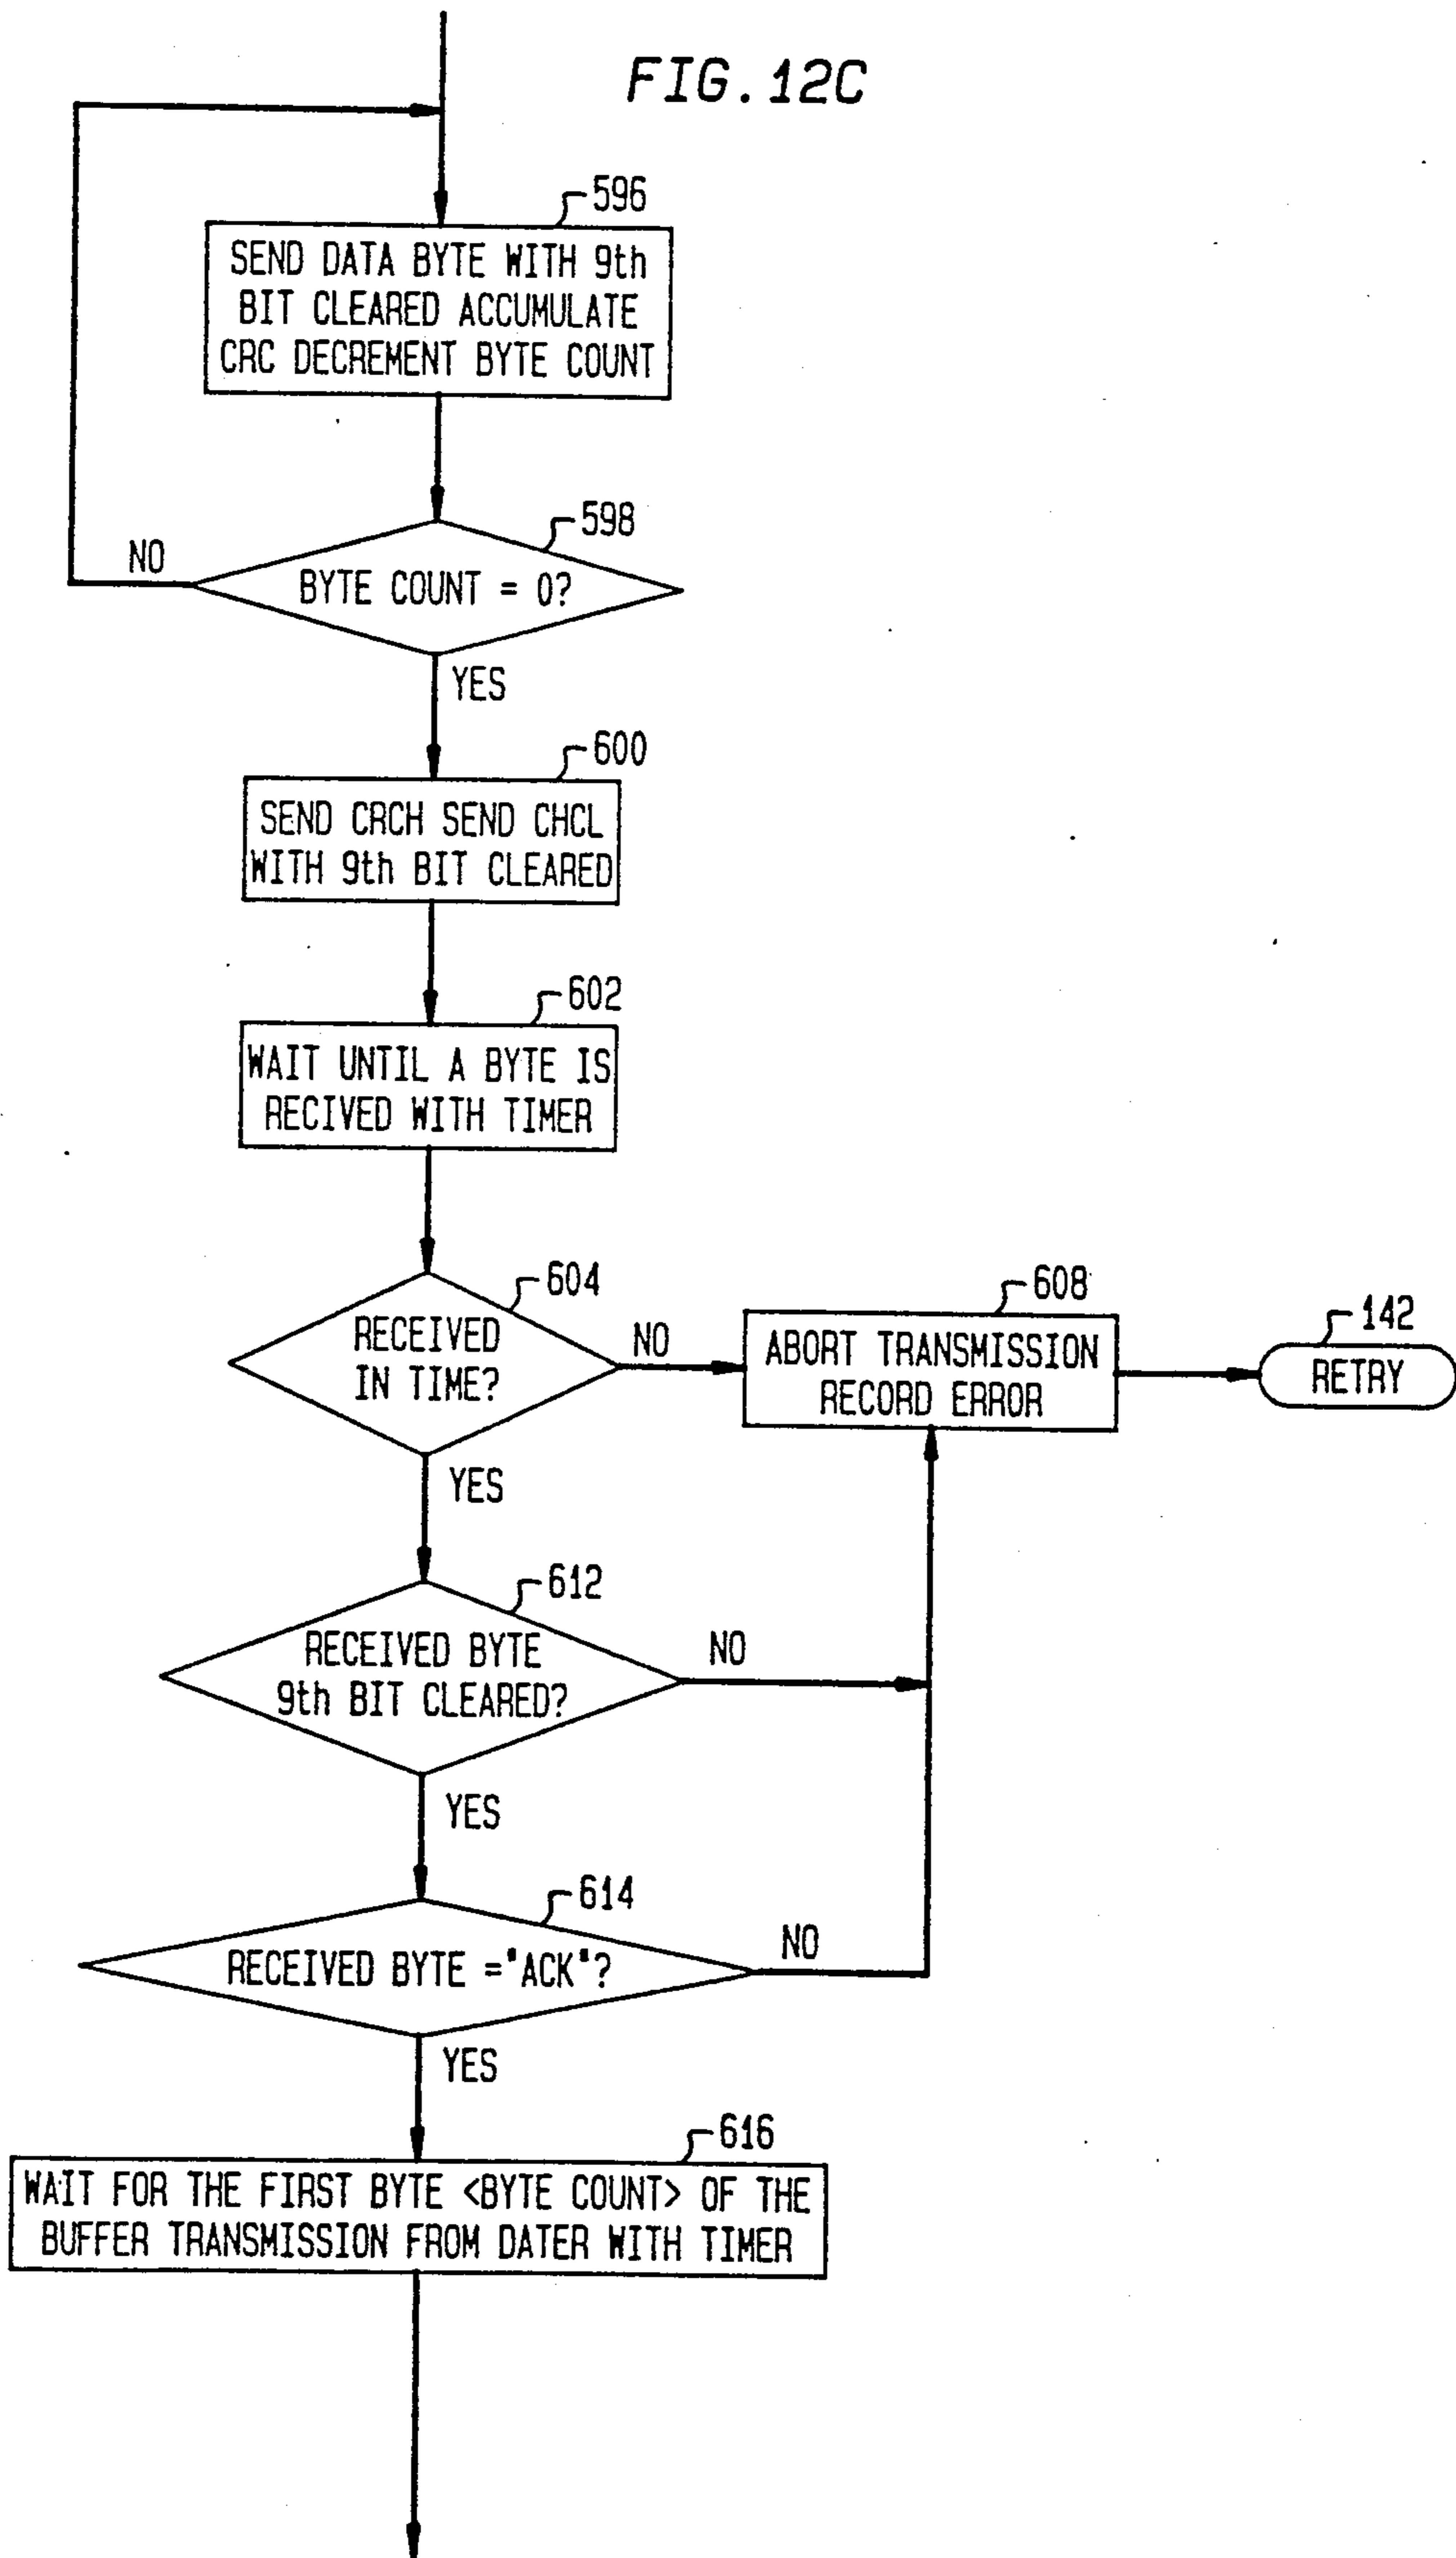 FIG. 12C
596
SEND DATA BYTE WITH 9th
BIT CLEARED ACCUMULATE
CRC DECREMENT BYTE COUNT
598
NO
BYTE COUNT = 0?
YES
600
SEND CRCH SEND CHCL
WITH 9th BIT CLEARED
602
WAIT UNTIL A BYTE IS
RECIVED WITH TIMER
604
RECEIVED
IN TIME?
NO
608
ABORT TRANSMISSION
RECORD ERROR
142
RETRY
YES
612
RECEIVED BYTE
9th BIT CLEARED?
NO
YES
614
RECEIVED BYTE ="ACK"?
NO
YES
616
WAIT FOR THE FIRST BYTE <BYTE COUNT> OF THE
BUFFER TRANSMISSION FROM DATER WITH TIMER